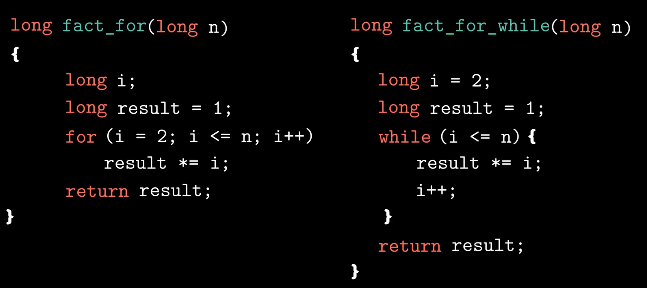 long fact_for(long n)
{
long i;
long result = 1;
for (i = 2; i <= n; i++)
result *= i;
return result;
}
long fact_for_while(long n)
{
long i = 2;
long result = 1;
while (i <= n) {
result *= i;
i++;
}
return result;
}